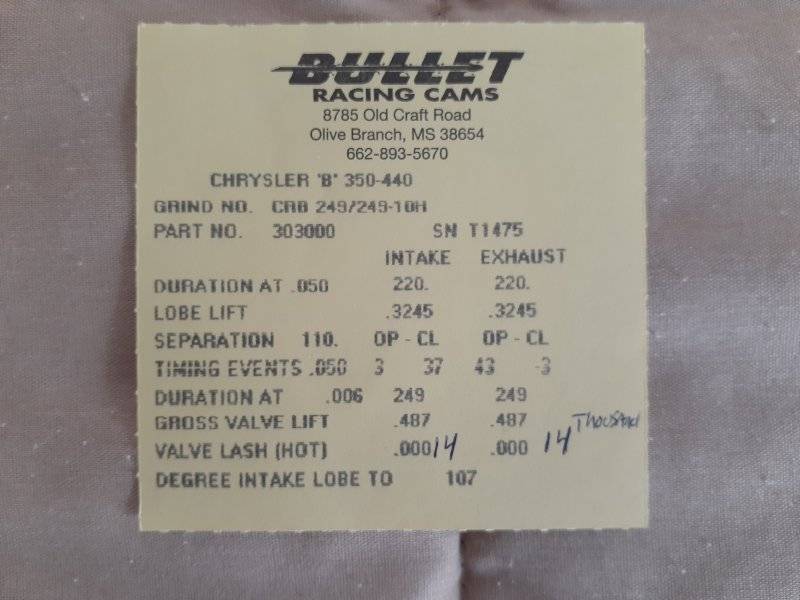 BULLET
RACING CAMS
8785 Old Craft Road
Olive Branch, MS 38654
662-893-5670
CHRYSLER 'B' 350-440
GRIND NO. CRB 249/249-10H
PART NO. 303000 SN T1475
INTAKE EXHAUST
DURATION AT .050 220. 220.
LOBE LIFT .3245 .3245
SEPARATION 110. OP - CL OP - CL
TIMING EVENTS .050 3 37 43 -3
DURATION AT .006 249 249
GROSS VALVE LIFT .487 .487 Thousand
VALVE LASH (HOT) .000 14 .000 14
DEGREE INTAKE LOBE TO 107